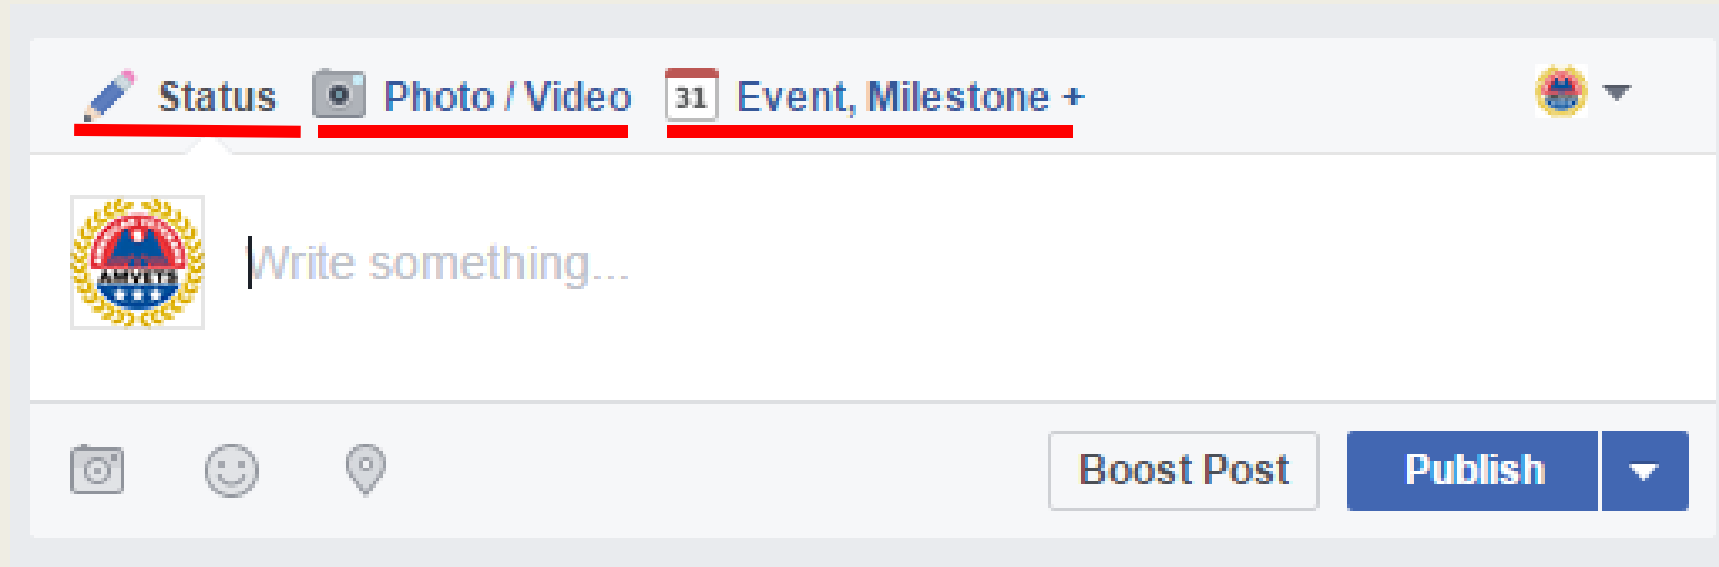 Status Photo / Video 31 Event, Milestone +
Write something...
AMVETS
Boost Post Publish